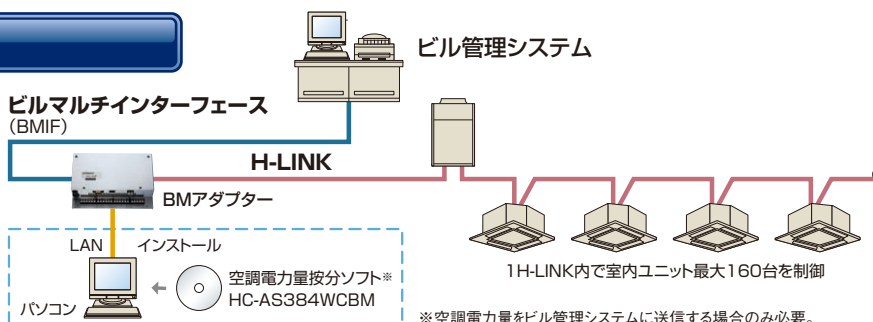 ビル管理システム
ビルマルチインターフェース
(BMIF)
H-LINK
BMアダプター
LAN インストール
空調電力量按分ソフト※
HC-AS384WCBM
パソコン
1H-LINK内で室内ユニット最大160台を制御
※空調電力量をビル管理システムに送信する場合のみ必要。